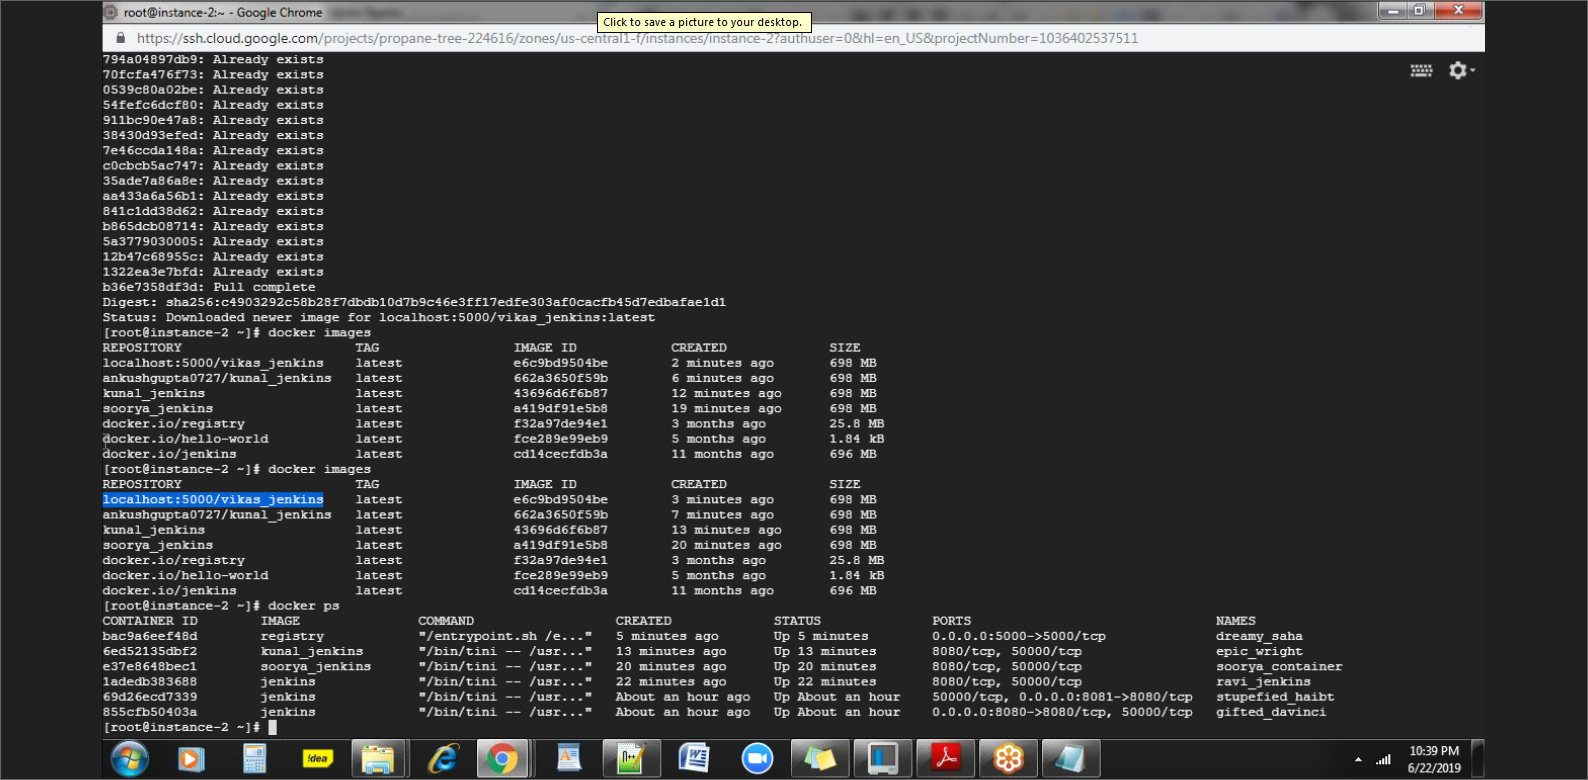 root@instance-2:~ - Google Chrome
Click to save a picture to your desktop.
https://ssh.cloud.google.com/projects/propane-tree-224616/zones/us-central1-f/instances/instance-2?authuser=0&hl=en_US&projectNumber=1036402537511
794a04897db9: Already exists
70fcfa476f73: Already exists
0539c80a02be: Already exists
54fefc6dcf80: Already exists
911bc90e47a8: Already exists
38430d93efed: Already exists
7e46ccda148a: Already exists
c0cbcb5ac747: Already exists
35ade7a86a8e: Already exists
aa433a6a56b1: Already exists
841c1dd38d62: Already exists
b865dcb08714: Already exists
5a3779030005: Already exists
12b47c68955c: Already exists
1322ea3e7bfd: Already exists
b36e7358df3d: Pull complete
Digest: sha256:c4903292c58b28f7dbdb10d7b9c46e3ff17edfe303af0cacfb45d7edbafae1d1
Status: Downloaded newer image for localhost:5000/vikas_jenkins:latest
[root@instance-2 ~]# docker images
REPOSITORY TAG IMAGE ID CREATED SIZE
localhost:5000/vikas_jenkins latest e6c9bd9504be 2 minutes ago 698 MB
ankushgupta0727/kunal_jenkins latest 662a3650f59b 6 minutes ago 698 MB
kunal_jenkins latest 43696d6f6b87 12 minutes ago 698 MB
soorya_jenkins latest a419df91e5b8 19 minutes ago 698 MB
docker.io/registry latest f32a97de94e1 3 months ago 25.8 MB
docker.io/hello-world latest fce289e99eb9 5 months ago 1.84 kB
docker.io/jenkins latest cd14cecfdb3a 11 months ago 696 MB
[root@instance-2 ~]# docker images
REPOSITORY TAG IMAGE ID CREATED SIZE
localhost:5000/vikas_jenkins latest e6c9bd9504be 3 minutes ago 698 MB
ankushgupta0727/kunal_jenkins latest 662a3650f59b 7 minutes ago 698 MB
kunal_jenkins latest 43696d6f6b87 13 minutes ago 698 MB
soorya_jenkins latest a419df91e5b8 20 minutes ago 698 MB
docker.io/registry latest f32a97de94e1 3 months ago 25.8 MB
docker.io/hello-world latest fce289e99eb9 5 months ago 1.84 kB
docker.io/jenkins latest cd14cecfdb3a 11 months ago 696 MB
[root@instance-2 ~]# docker ps
CONTAINER ID IMAGE COMMAND CREATED STATUS PORTS NAMES
bac9a6eef48d registry "/entrypoint.sh /e..." 5 minutes ago Up 5 minutes 0.0.0.0:5000->5000/tcp dreamy_saha
6ed52135dbf2 kunal_jenkins "/bin/tini -- /usr..." 13 minutes ago Up 13 minutes 8080/tcp, 50000/tcp epic_wright
e37e8648bec1 soorya_jenkins "/bin/tini -- /usr..." 20 minutes ago Up 20 minutes 8080/tcp, 50000/tcp soorya_container
1adedb383688 jenkins "/bin/tini -- /usr..." 22 minutes ago Up 22 minutes 8080/tcp, 50000/tcp ravi_jenkins
69d26ecd7339 jenkins "/bin/tini -- /usr..." About an hour ago Up About an hour 50000/tcp, 0.0.0.0:8081->8080/tcp stupefied_haibt
855cfb50403a jenkins "/bin/tini -- /usr..." About an hour ago Up About an hour 0.0.0.0:8080->8080/tcp, 50000/tcp gifted_davinci
[root@instance-2 ~]#
!dea
10:39 PM
6/22/2019